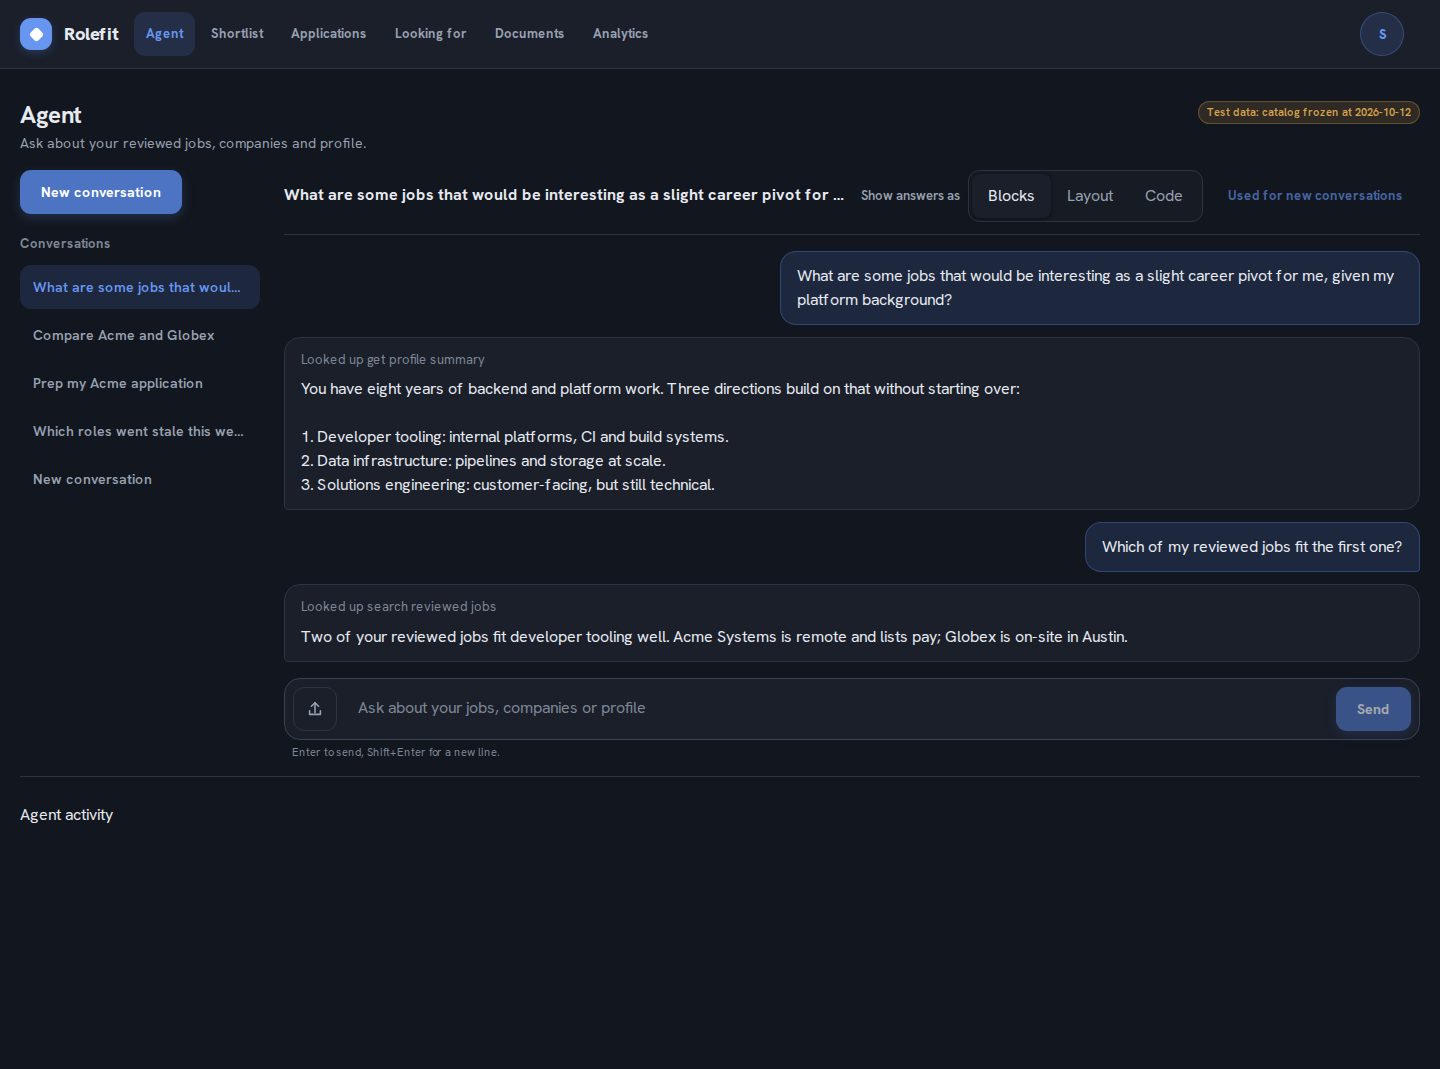 Rolefit
Agent
Shortlist
Applications
Looking for
Documents
Analytics
S
Agent
Test data: catalog frozen at 2026-10-12
Ask about your reviewed jobs, companies and profile.
New conversation
What are some jobs that would be interesting as a slight career pivot for ...
Show answers as
Blocks
Layout
Code
Used for new conversations
Conversations
What are some jobs that woul...
Compare Acme and Globex
Prep my Acme application
Which roles went stale this we...
New conversation
What are some jobs that would be interesting as a slight career pivot for me, given my
platform background?
Looked up get profile summary
You have eight years of backend and platform work. Three directions build on that without starting over:
1. Developer tooling: internal platforms, CI and build systems.
2. Data infrastructure: pipelines and storage at scale.
3. Solutions engineering: customer-facing, but still technical.
Which of my reviewed jobs fit the first one?
Looked up search reviewed jobs
Two of your reviewed jobs fit developer tooling well. Acme Systems is remote and lists pay; Globex is on-site in Austin.
Ask about your jobs, companies or profile
Send
Enter to send, Shift+Enter for a new line.
Agent activity